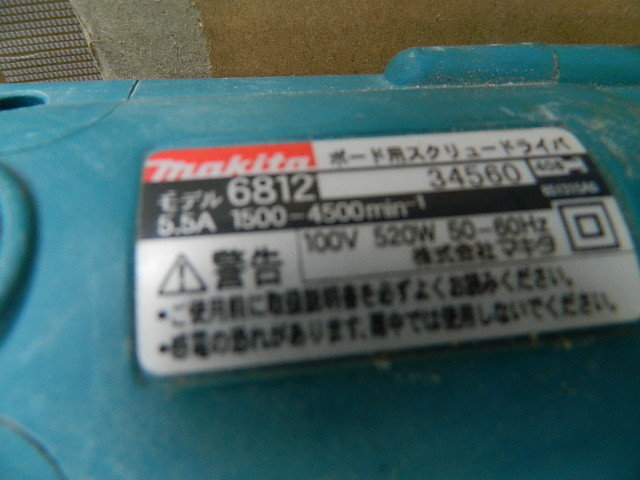 makita ボード用スクリュードライバ
モデル 6812 34560
5.5A 1500-4500min⁻¹
100V 520W 50-60Hz
株式会社 マキタ
警告
・ご使用前に取扱説明書を必ずよくお読みください。
・感電の恐れがあります。雨中では使用しないでください。